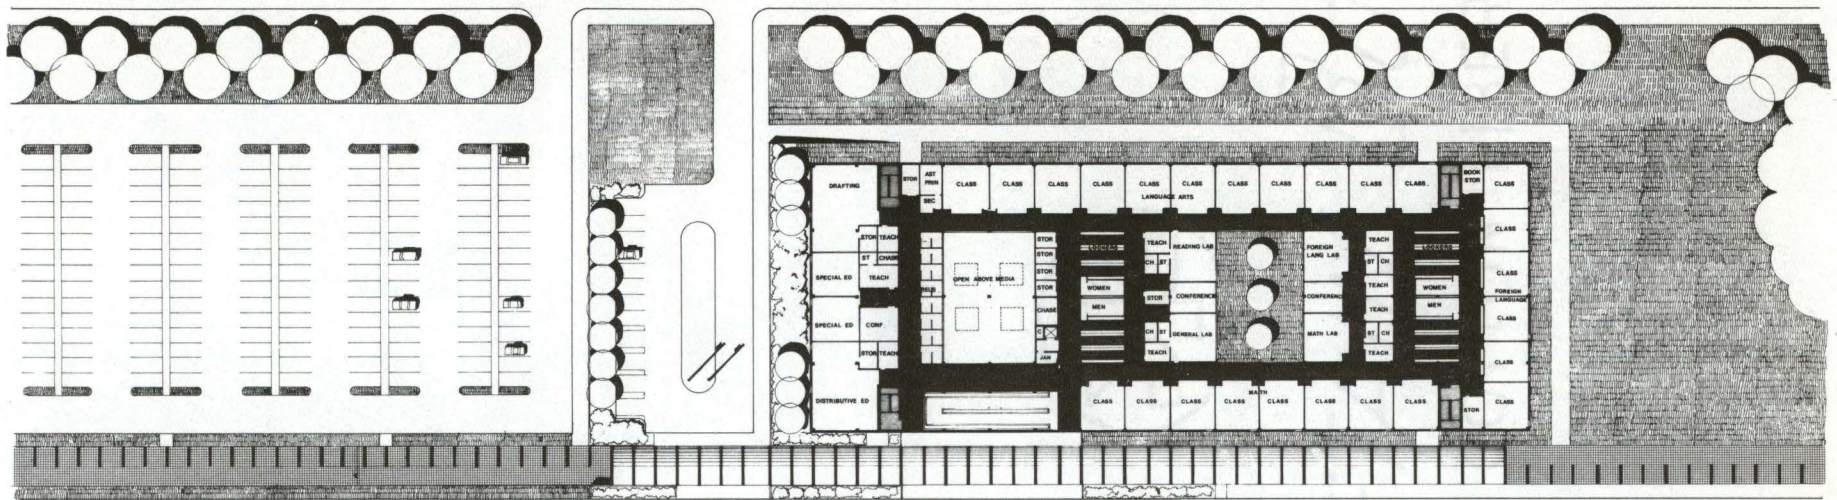 DRAFTING
STOR
AST
PRIN
SEC
CLASS
CLASS
CLASS
CLASS
CLASS
CLASS
CLASS
CLASS
CLASS
CLASS
CLASS
LANGUAGE ARTS
BOOK
STOR
CLASS
CLASS
CLASS
FOREIGN
LANGUAGE
CLASS
CLASS
CLASS
STOR
STOR TEACH
ST CHASE
SPECIAL ED
TEACH
SPECIAL ED
CONF
STOR TEACH
DISTRIBUTIVE ED
OPEN ABOVE MEDIA
STOR
STOR
STOR
STOR
CHASE
C
JAN
LOCKERS
WOMEN
MEN
TEACH
CH ST
STOR
CH ST
TEACH
READING LAB
CONFERENCE
GENERAL LAB
FOREIGN
LANG LAB
CONFERENC
MATH LAB
TEACH
ST CH
TEACH
TEACH
ST CH
TEACH
LOCKERS
WOMEN
MEN
MATH
CLASS
CLASS
CLASS
CLASS
CLASS
CLASS
CLASS
CLASS